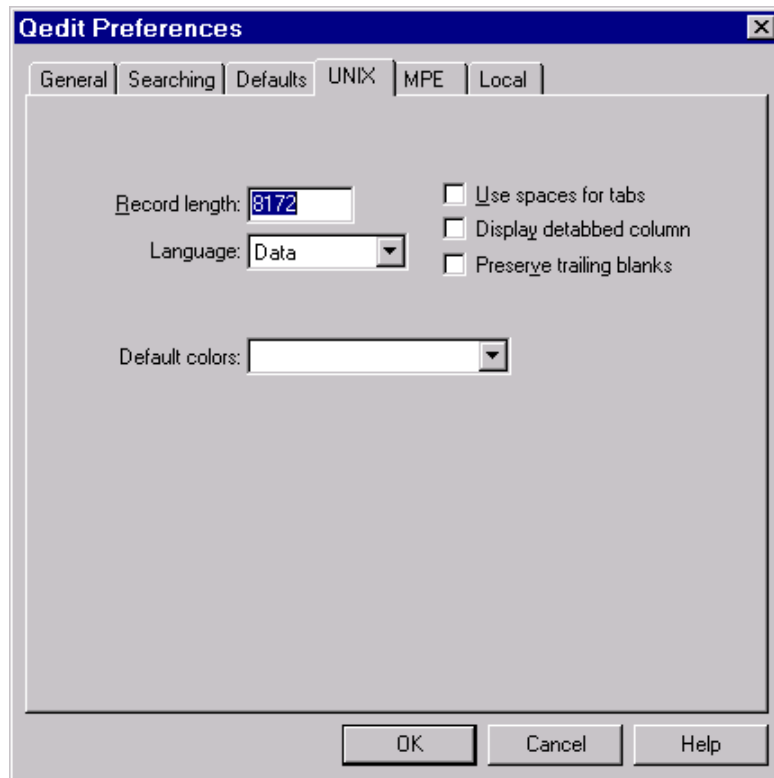 Qedit Preferences
General Searching Defaults UNIX MPE Local
Record length: 8172
Use spaces for tabs
Language: Data
Display detabbed column
Preserve trailing blanks
Default colors:
OK Cancel Help